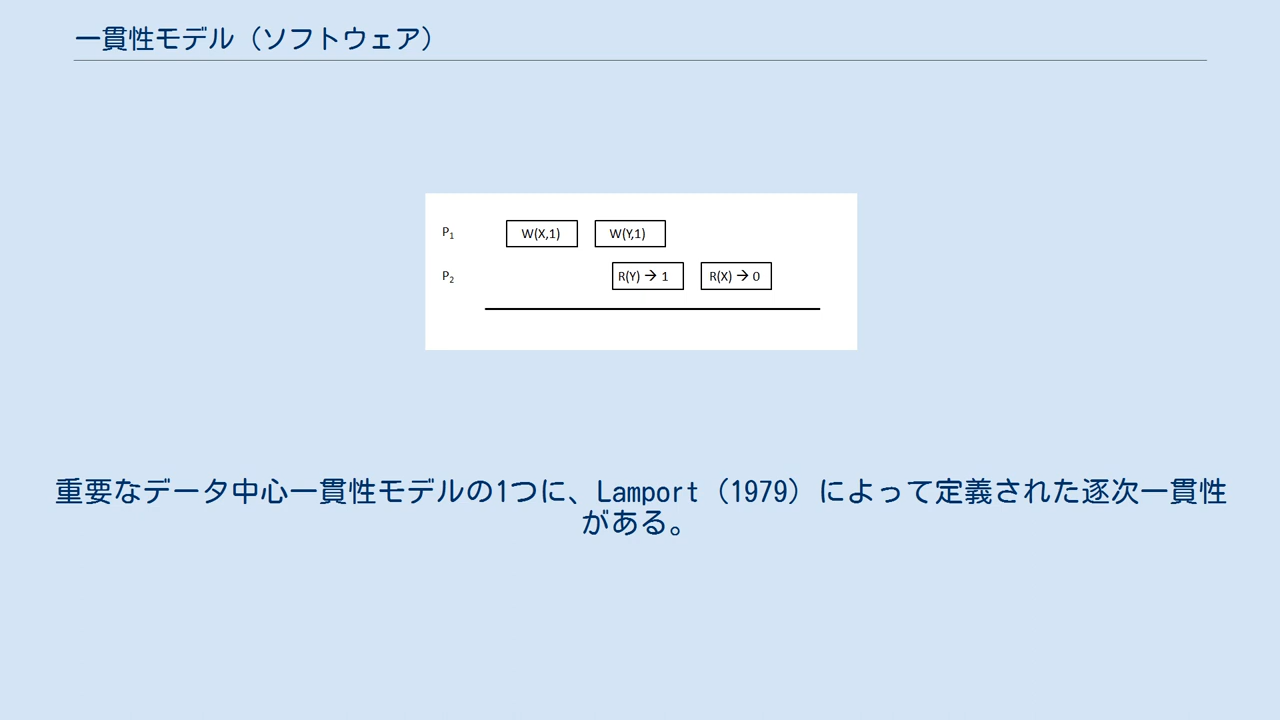 一貫性モデル（ソフトウェア）
P1 W(X,1) W(Y,1)
P2 R(Y) → 1 R(X) → 0
重要なデータ中心一貫性モデルの1つに、Lamport（1979）によって定義された逐次一貫性
がある。